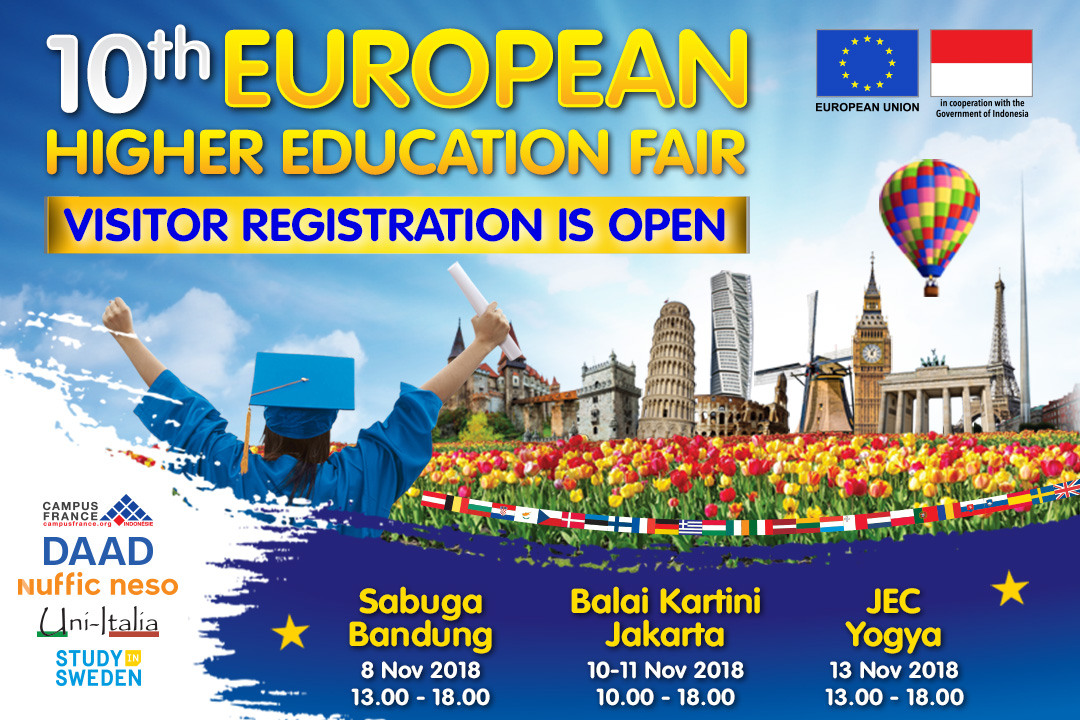 10th EUROPEAN
HIGHER EDUCATION FAIR
VISITOR REGISTRATION IS OPEN
EUROPEAN UNION
in cooperation with the
Government of Indonesia
CAMPUS
FRANCE
campusfrance.org INDONÉSIE
DAAD
Nuffic neso
Uni-Italia
STUDY IN
SWEDEN
Sabuga
Bandung
8 Nov 2018
13.00 - 18.00
Balai Kartini
Jakarta
10-11 Nov 2018
10.00 - 18.00
JEC
Yogya
13 Nov 2018
13.00 - 18.00